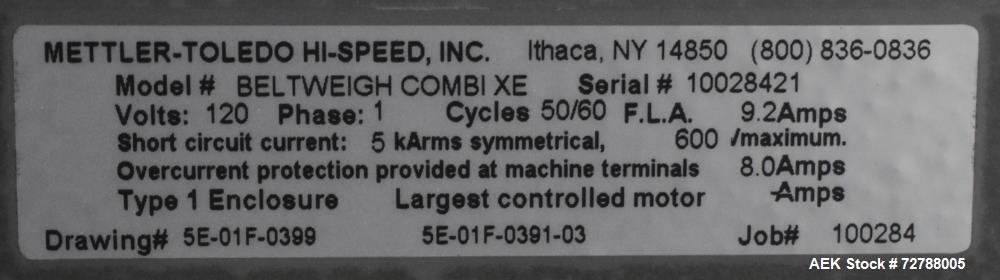 METTLER-TOLEDO HI-SPEED, INC. Ithaca, NY 14850 (800) 836-0836
Model # BELTWEIGH COMBI XE Serial # 10028421
Volts: 120 Phase: 1 Cycles 50/60 F.L.A. 9.2Amps
Short circuit current: 5 kArms symmetrical, 600 /maximum.
Overcurrent protection provided at machine terminals 8.0Amps
Type 1 Enclosure Largest controlled motor -Amps
Drawing# 5E-01F-0399 5E-01F-0391-03 Job# 100284
AEK Stock # 72788005